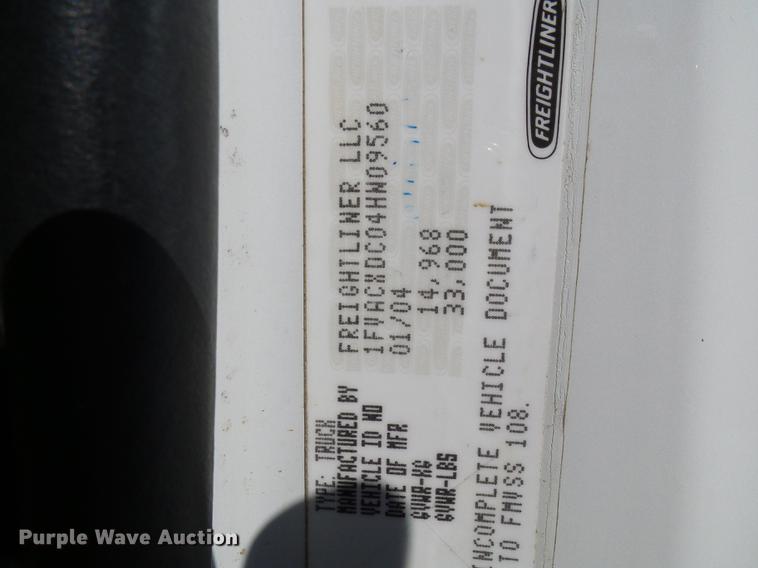 FREIGHTLINER
TYPE: TRUCK
MANUFACTURED BY FREIGHTLINER LLC
VEHICLE ID NO 1FVACXDC04HN09560
DATE OF MFR 01/04
GVWR-KG 14,968
GVWR-LBS 33,000
INCOMPLETE VEHICLE DOCUMENT
TO FMVSS 108.
Purple Wave Auction®